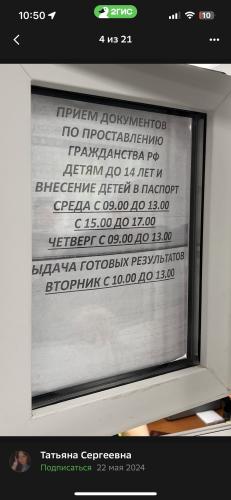 10:50
2ГИС
10
4 из 21
ПРИЕМ ДОКУМЕНТОВ
ПО ПРОСТАВЛЕНИЮ
ГРАЖДАНСТВА РФ
ДЕТЯМ ДО 14 ЛЕТ И
ВНЕСЕНИЕ ДЕТЕЙ В ПАСПОРТ
СРЕДА С 09.00 ДО 13.00
С 15.00 ДО 17.00
ЧЕТВЕРГ С 09.00 ДО 13.00
ЫДАЧА ГОТОВЫХ РЕЗУЛЬТАТОВ
ВТОРНИК С 10.00 ДО 13.00
Татьяна Сергеевна
Подписаться 22 мая 2024